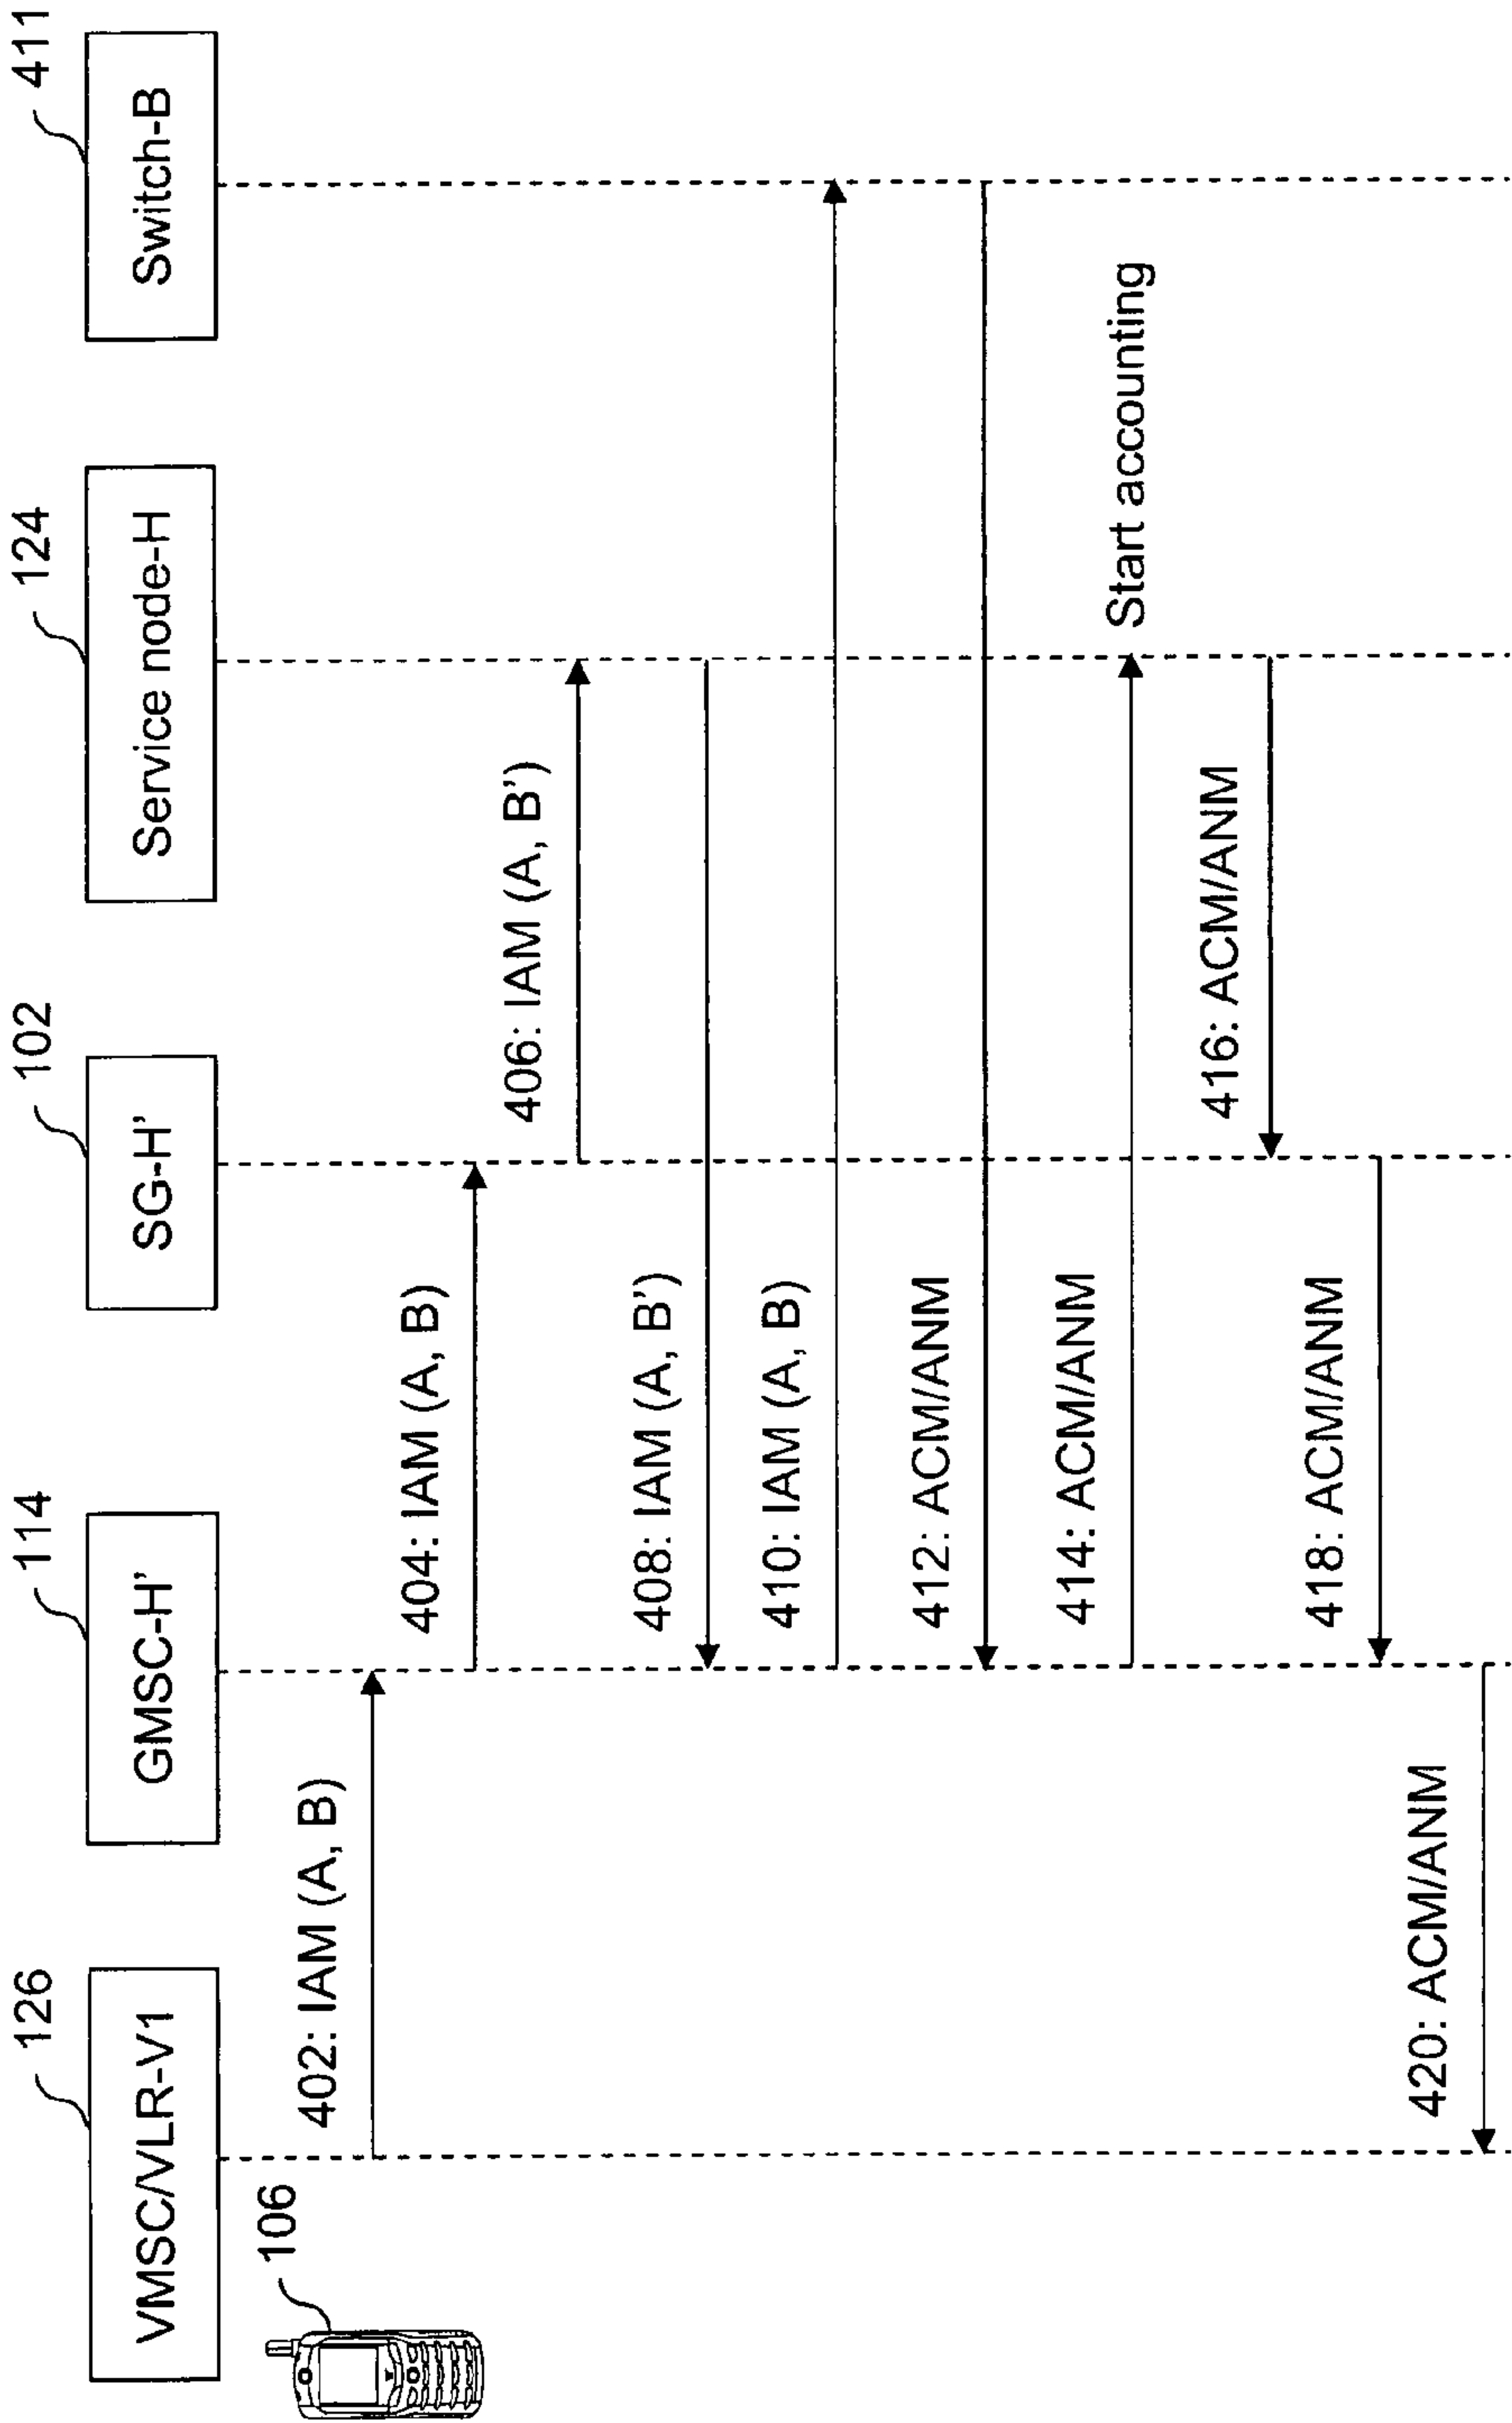 126
114
102
124
411
VMSC/VLR-V1
GMSC-H'
SG-H'
Service node-H
Switch-B
106
402: IAM (A, B)
404: IAM (A, B)
406: IAM (A, B')
408: IAM (A, B')
410: IAM (A, B)
412: ACM/ANM
414: ACM/ANM
Start accounting
416: ACM/ANM
418: ACM/ANM
420: ACM/ANM